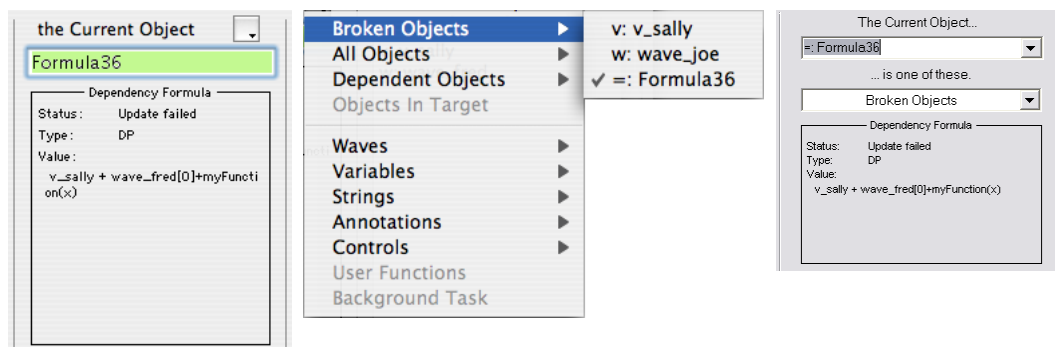 the Current Object
Formula36
Dependency Formula
Status: Update failed
Type: DP
Value:
v_sally + wave_fred[0]+myFuncti
on(x)
Broken Objects
All Objects
Dependent Objects
Objects In Target
Waves
Variables
Strings
Annotations
Controls
User Functions
Background Task
v: v_sally
w: wave_joe
✓ =: Formula36
The Current Object...
=: Formula36
... is one of these.
Broken Objects
Dependency Formula
Status: Update failed
Type: DP
Value:
v_sally + wave_fred[0]+myFunction(x)